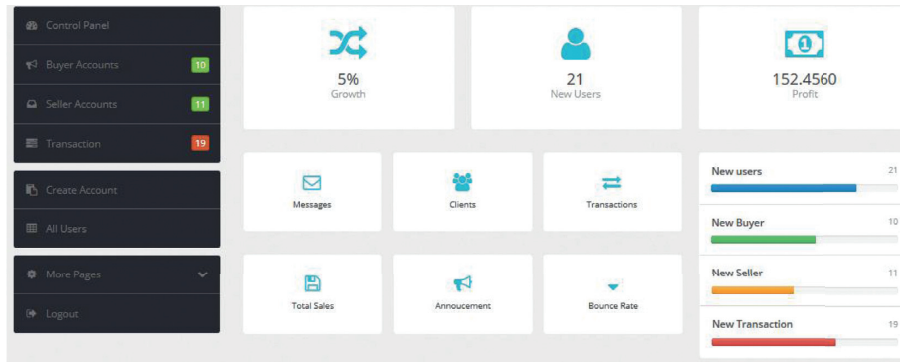 Control Panel
Buyer Accounts 10
Seller Accounts 11
Transaction 19
Create Account
All Users
More Pages
Logout
5%
Growth
21
New Users
1
152.4560
Profit
Messages
Clients
Transactions
Total Sales
Annoucement
Bounce Rate
New users 21
New Buyer 10
New Seller 11
New Transaction 19